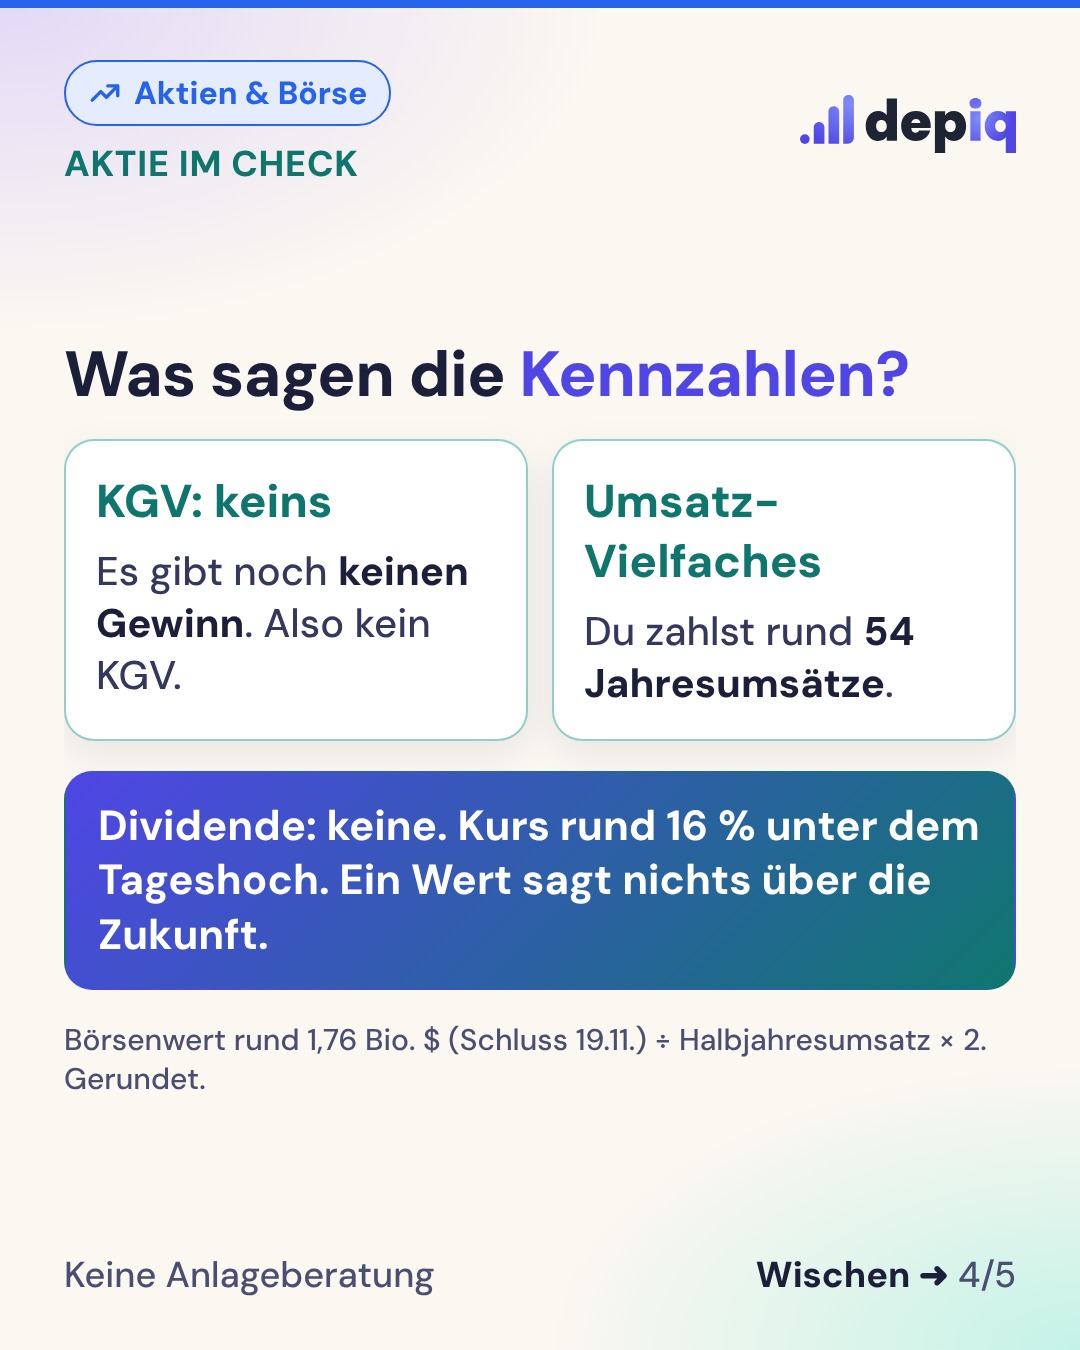 Aktien & Börse
AKTIE IM CHECK
depiq
Was sagen die Kennzahlen?
KGV: keins
Es gibt noch keinen
Gewinn. Also kein
KGV.
Umsatz-
Vielfaches
Du zahlst rund 54
Jahresumsätze.
Dividende: keine. Kurs rund 16 % unter dem
Tageshoch. Ein Wert sagt nichts über die
Zukunft.
Börsenwert rund 1,76 Bio. $ (Schluss 19.11.) ÷ Halbjahresumsatz × 2.
Gerundet.
Keine Anlageberatung
Wischen ➜ 4/5